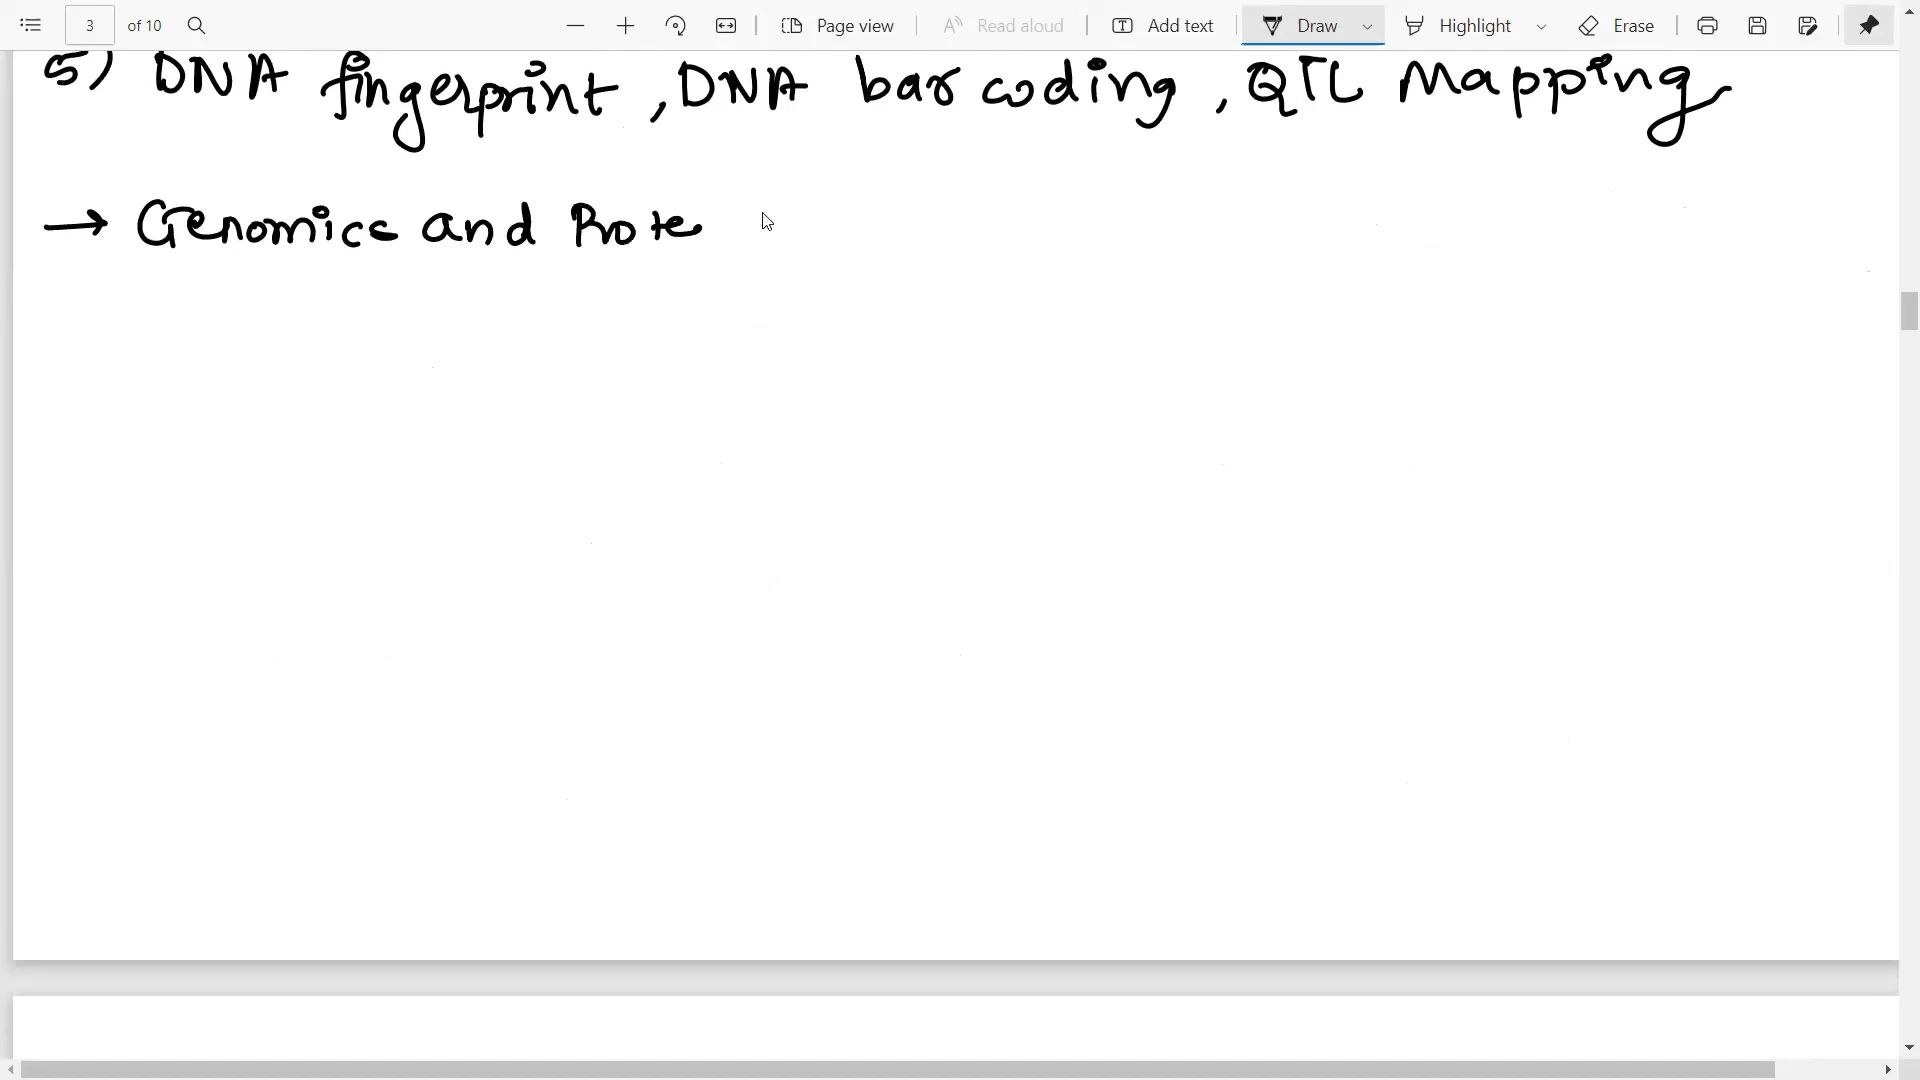 3 of 10 Page view Read aloud Add text Draw Highlight Erase
5) DNA fingerprint, DNA bar coding, QTL Mapping
→ Genomics and Prote